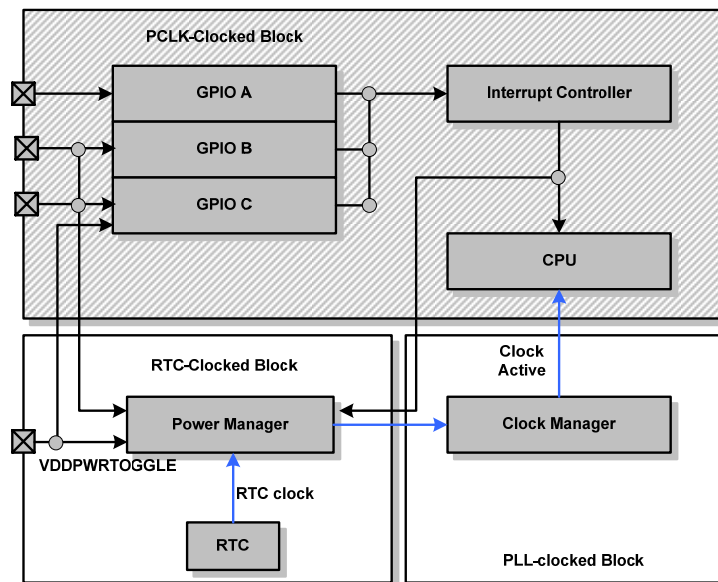 PCLK-Clocked Block
GPIO A
Interrupt Controller
GPIO B
GPIO C
CPU
RTC-Clocked Block
Clock
Active
Power Manager
Clock Manager
VDDPWRTOGGLE
RTC clock
RTC
PLL-clocked Block